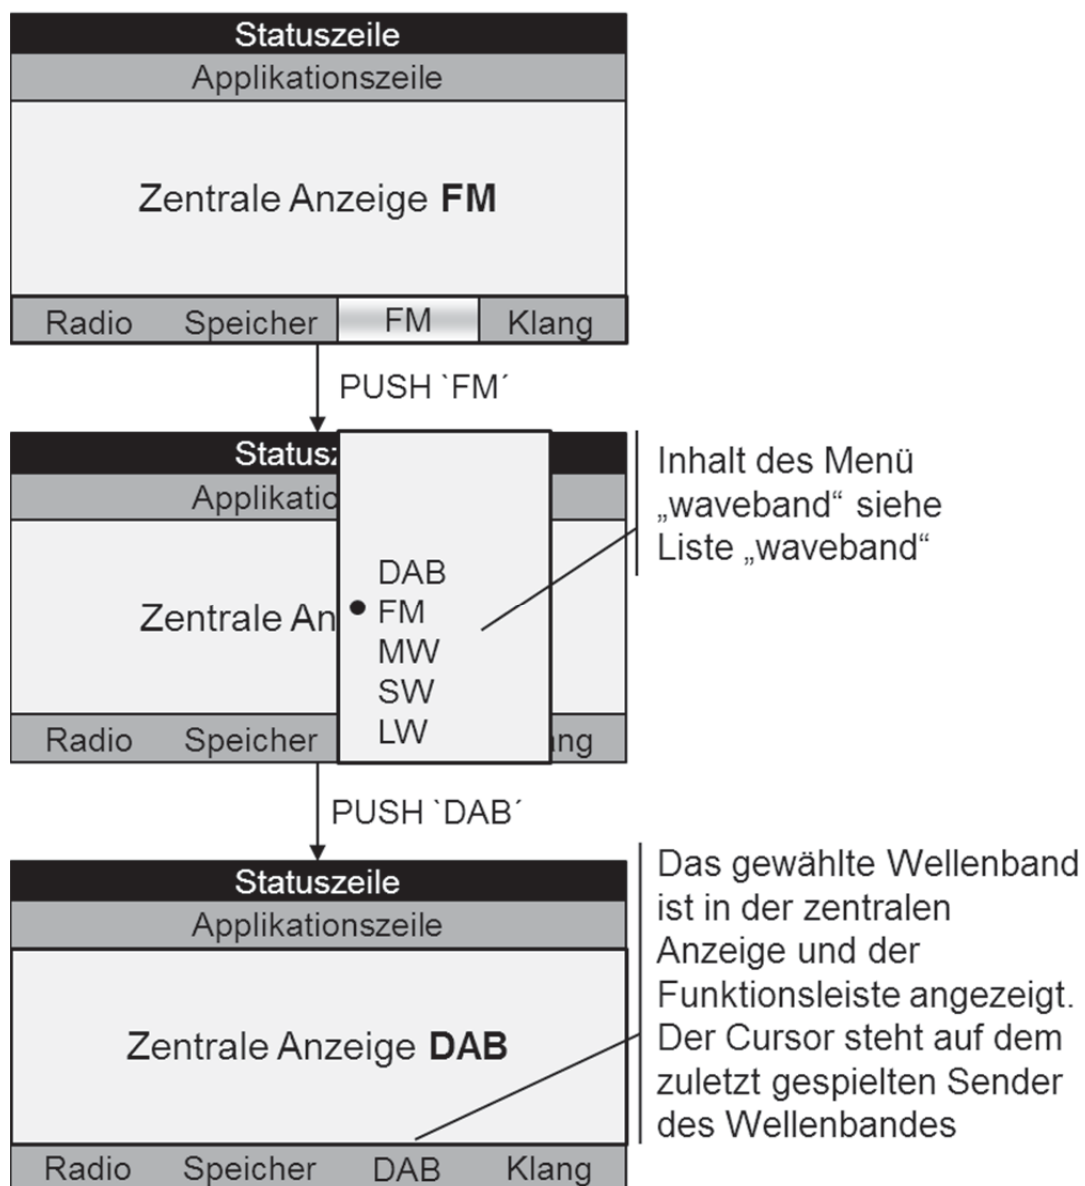 Statuszeile
Applikationszeile
Zentrale Anzeige FM
Radio Speicher FM Klang
PUSH `FM´
Statusz
Applikatio
Zentrale An
DAB
• FM
MW
SW
LW
Radio Speicher ng
Inhalt des Menü
„waveband“ siehe
Liste „waveband“
PUSH `DAB´
Statuszeile
Applikationszeile
Zentrale Anzeige DAB
Radio Speicher DAB Klang
Das gewählte Wellenband
ist in der zentralen
Anzeige und der
Funktionsleiste angezeigt.
Der Cursor steht auf dem
zuletzt gespielten Sender
des Wellenbandes